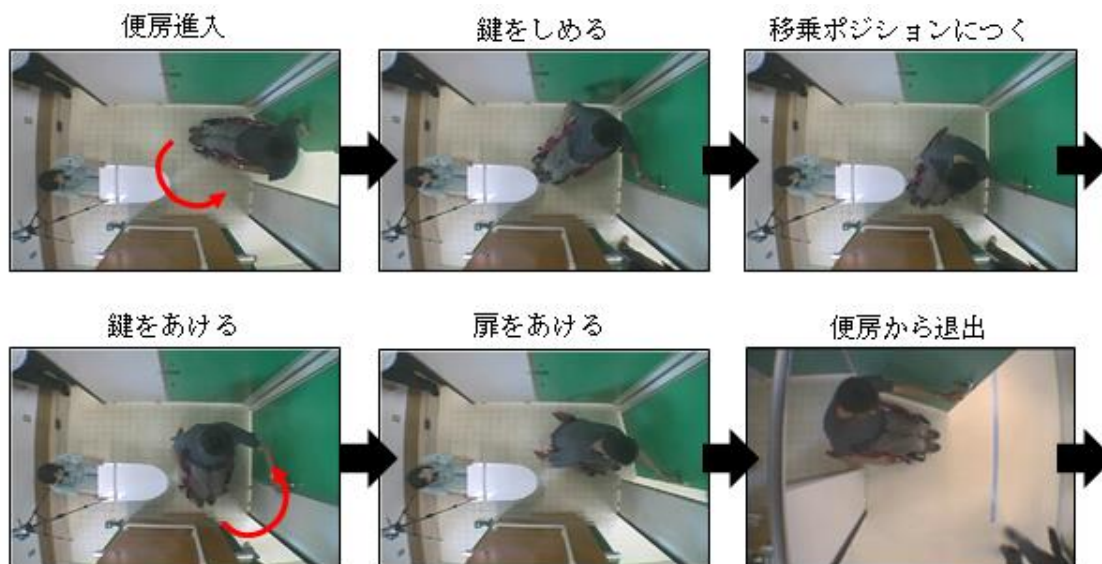 便房進入
鍵をしめる
移乗ポジションにつく
鍵をあける
扉をあける
便房から退出